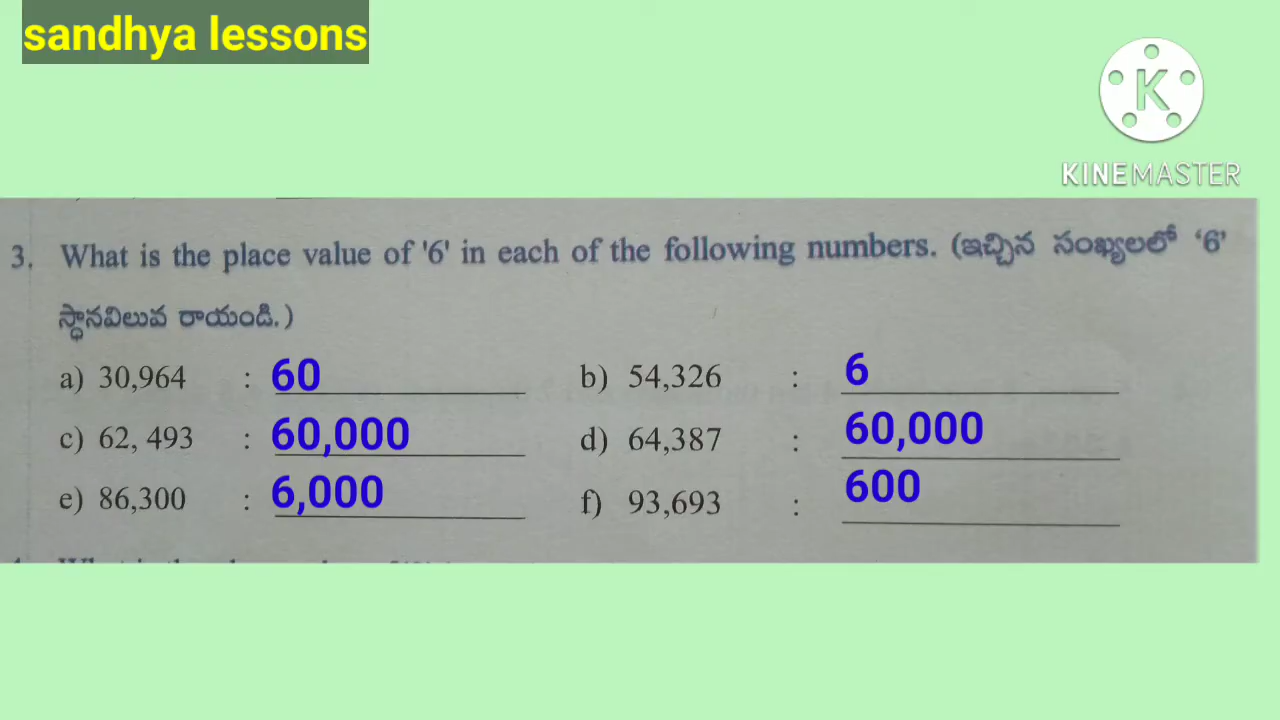 sandhya lessons
K
KINEMASTER
3. What is the place value of '6' in each of the following numbers. (ఇచ్చిన సంఖ్యలలో '6'
స్థానవిలువ రాయండి.)
a) 30,964 : 60 b) 54,326 : 6
c) 62, 493 : 60,000 d) 64,387 : 60,000
e) 86,300 : 6,000 f) 93,693 : 600